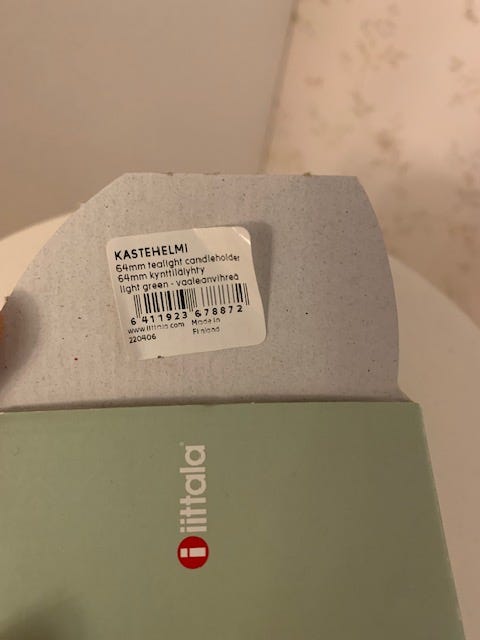 KASTEHELMI
64mm tealight candleholder
64mm kynttilälyhty
light green - vaaleanvihreä
6 411923 678872
www.iittala.com Made in
220406 Finland
i iittala